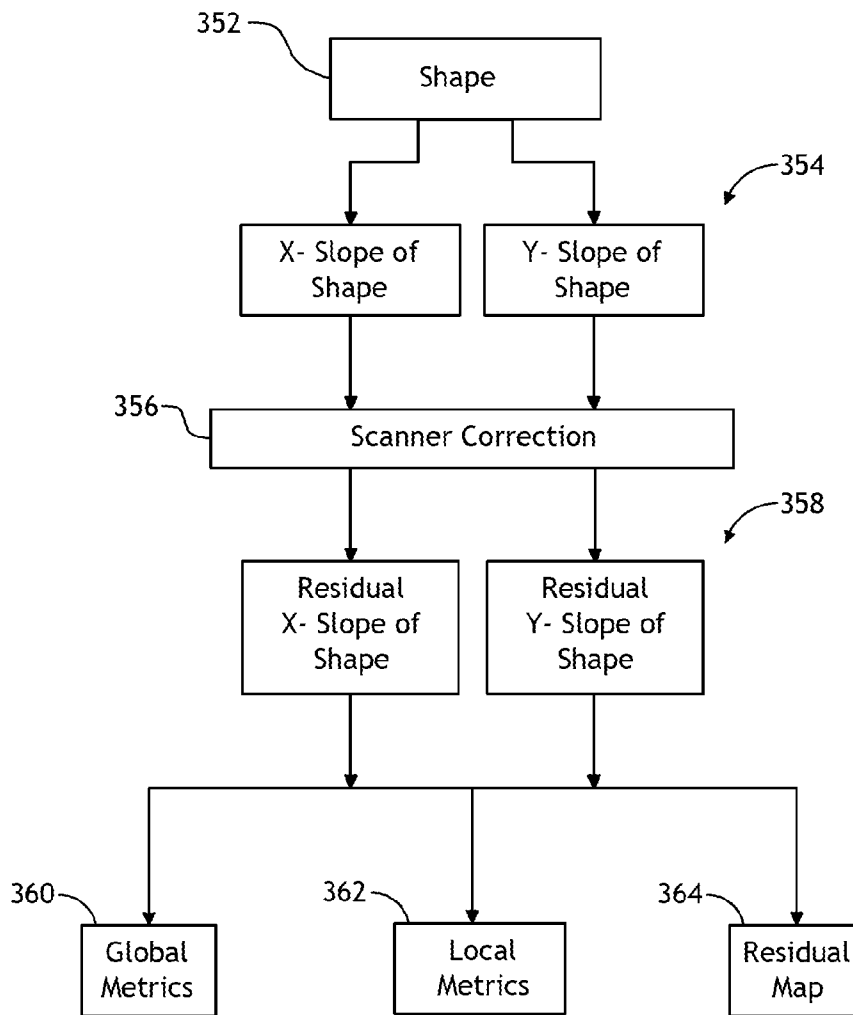 352
Shape
354
X- Slope of
Shape
Y- Slope of
Shape
356
Scanner Correction
358
Residual
X- Slope of
Shape
Residual
Y- Slope of
Shape
360
362
364
Global
Metrics
Local
Metrics
Residual
Map